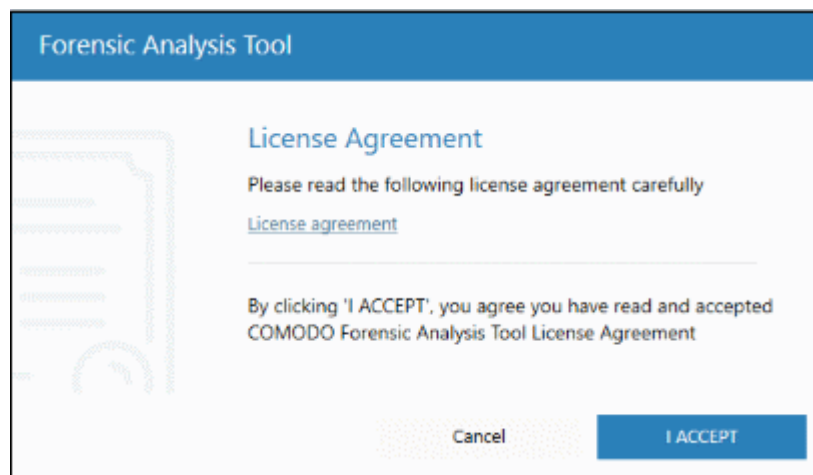 Forensic Analysis Tool
License Agreement
Please read the following license agreement carefully
License agreement
By clicking 'I ACCEPT', you agree you have read and accepted
COMODO Forensic Analysis Tool License Agreement
Cancel
I ACCEPT